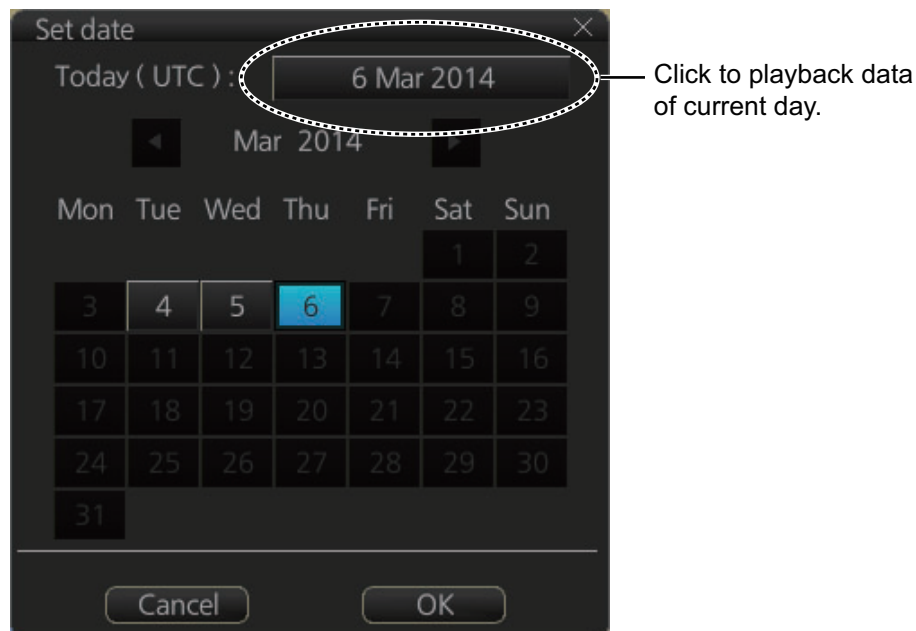 Set date
Today ( UTC ) : 6 Mar 2014
Click to playback data
of current day.
Mar 2014
Mon Tue Wed Thu Fri Sat Sun
1 2
3 4 5 6 7 8 9
10 11 12 13 14 15 16
17 18 19 20 21 22 23
24 25 26 27 28 29 30
31
Cancel OK